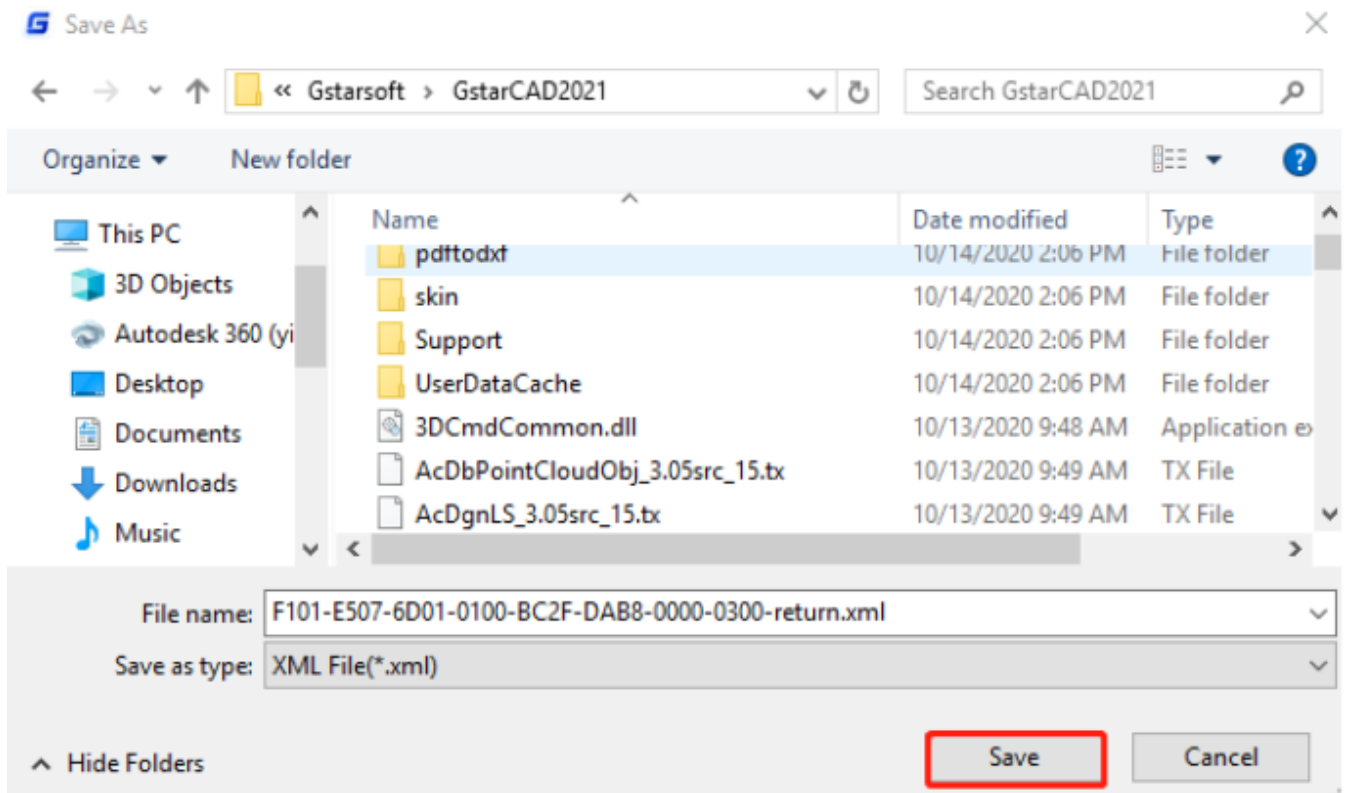 G Save As
« Gstarsoft › GstarCAD2021 Search GstarCAD2021
Organize New folder ?
Name Date modified Type
This PC
3D Objects
Autodesk 360 (yi
Desktop
Documents
Downloads
Music
pdftodxf 10/14/2020 2:06 PM File folder
skin 10/14/2020 2:06 PM File folder
Support 10/14/2020 2:06 PM File folder
UserDataCache 10/14/2020 2:06 PM File folder
3DCmdCommon.dll 10/13/2020 9:48 AM Application ex
AcDbPointCloudObj_3.05src_15.tx 10/13/2020 9:49 AM TX File
AcDgnLS_3.05src_15.tx 10/13/2020 9:49 AM TX File
File name: F101-E507-6D01-0100-BC2F-DAB8-0000-0300-return.xml
Save as type: XML File(*.xml)
Hide Folders Save Cancel